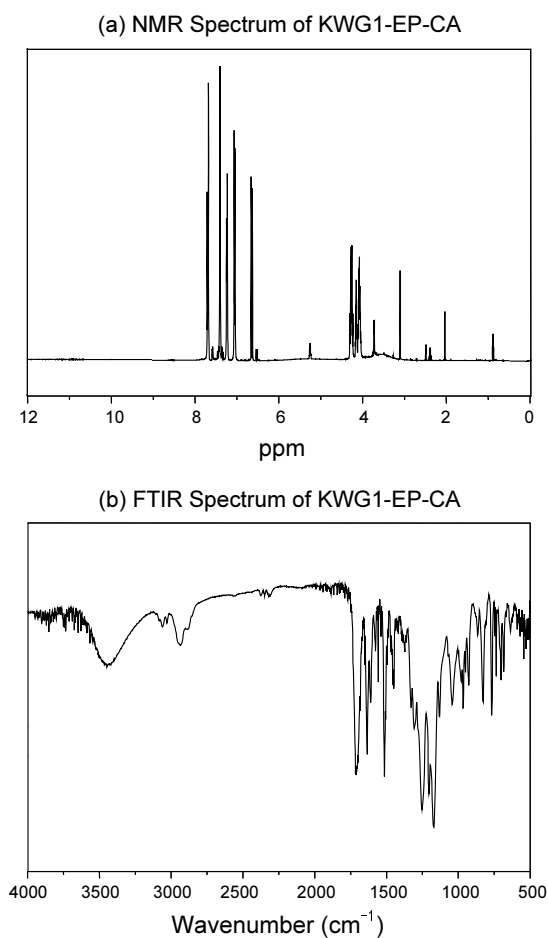 (a) NMR Spectrum of KWG1-EP-CA
12 10 8 6 4 2 0
ppm
(b) FTIR Spectrum of KWG1-EP-CA
4000 3500 3000 2500 2000 1500 1000 500
Wavenumber (cm⁻¹)